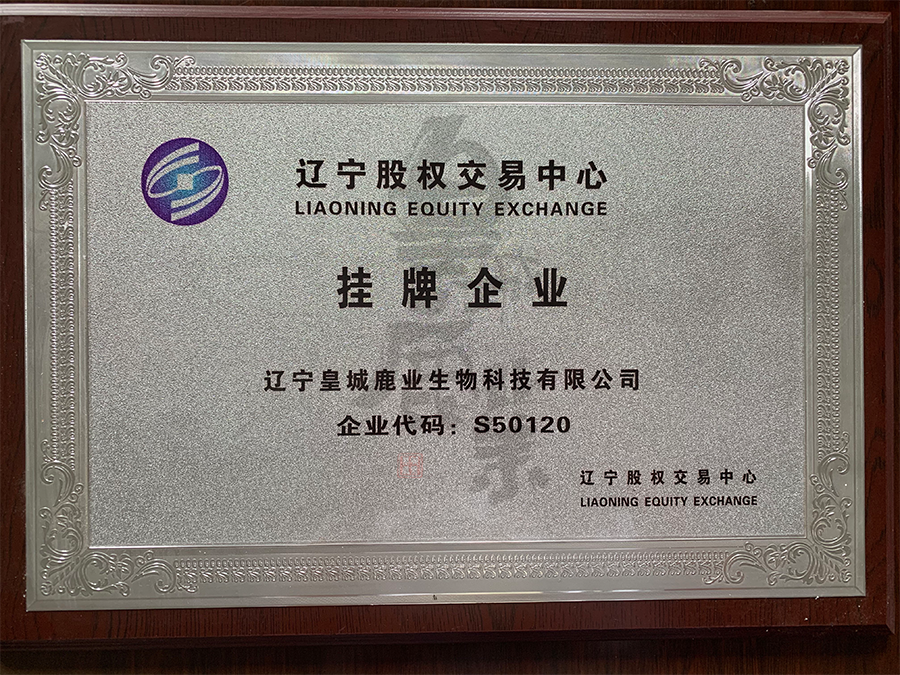 辽宁股权交易中心
LIAONING EQUITY EXCHANGE
挂牌企业
辽宁皇城鹿业生物科技有限公司
企业代码：S50120
辽宁股权交易中心
LIAONING EQUITY EXCHANGE